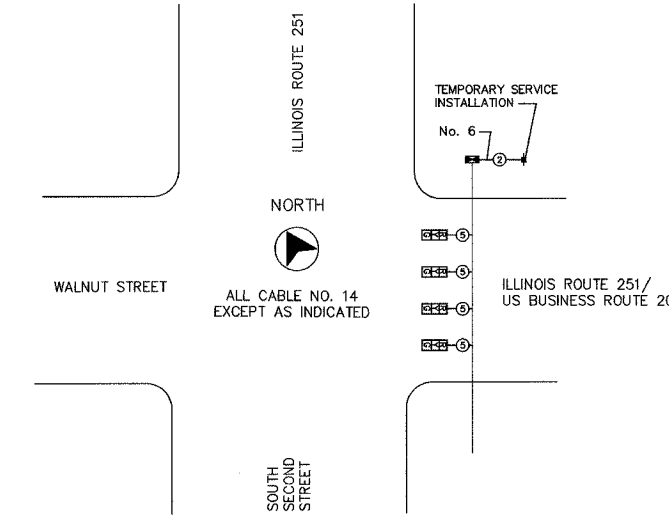 ILLINOIS ROUTE 251
TEMPORARY SERVICE
INSTALLATION
No. 6
2
NORTH
5
5
5
5
WALNUT STREET
ALL CABLE NO. 14
EXCEPT AS INDICATED
ILLINOIS ROUTE 251/
US BUSINESS ROUTE
SOUTH
SECOND
STREET